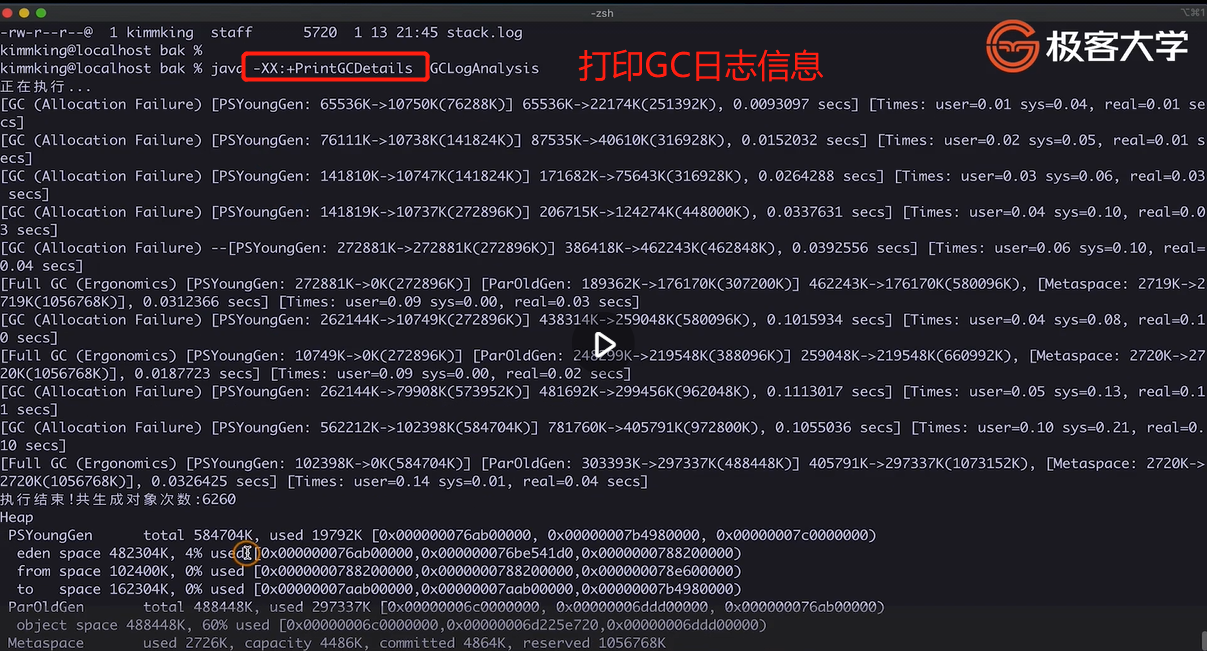 -zsh
⌥⌘1
-rw-r--r--@  1 kimmking  staff      5720  1 13 21:45 stack.log
kimmking@localhost bak %
kimmking@localhost bak % java -XX:+PrintGCDetails  GCLogAnalysis
打印GC日志信息
极客大学
正在执行...
[GC (Allocation Failure) [PSYoungGen: 65536K->10750K(76288K)] 65536K->22174K(251392K), 0.0093097 secs] [Times: user=0.01 sys=0.04, real=0.01 se
cs]
[GC (Allocation Failure) [PSYoungGen: 76111K->10738K(141824K)] 87535K->40610K(316928K), 0.0152032 secs] [Times: user=0.02 sys=0.05, real=0.01 s
ecs]
[GC (Allocation Failure) [PSYoungGen: 141810K->10747K(141824K)] 171682K->75643K(316928K), 0.0264288 secs] [Times: user=0.03 sys=0.06, real=0.03
 secs]
[GC (Allocation Failure) [PSYoungGen: 141819K->10737K(272896K)] 206715K->124274K(448000K), 0.0337631 secs] [Times: user=0.04 sys=0.10, real=0.0
3 secs]
[GC (Allocation Failure) --[PSYoungGen: 272881K->272881K(272896K)] 386418K->462243K(462848K), 0.0392556 secs] [Times: user=0.06 sys=0.10, real=
0.04 secs]
[Full GC (Ergonomics) [PSYoungGen: 272881K->0K(272896K)] [ParOldGen: 189362K->176170K(307200K)] 462243K->176170K(580096K), [Metaspace: 2719K->2
719K(1056768K)], 0.0312366 secs] [Times: user=0.09 sys=0.00, real=0.03 secs]
[GC (Allocation Failure) [PSYoungGen: 262144K->10749K(272896K)] 438314K->259048K(580096K), 0.1015934 secs] [Times: user=0.04 sys=0.08, real=0.1
0 secs]
[Full GC (Ergonomics) [PSYoungGen: 10749K->0K(272896K)] [ParOldGen: 248299K->219548K(388096K)] 259048K->219548K(660992K), [Metaspace: 2720K->27
20K(1056768K)], 0.0187723 secs] [Times: user=0.09 sys=0.00, real=0.02 secs]
[GC (Allocation Failure) [PSYoungGen: 262144K->79908K(573952K)] 481692K->299456K(962048K), 0.1113017 secs] [Times: user=0.05 sys=0.13, real=0.1
1 secs]
[GC (Allocation Failure) [PSYoungGen: 562212K->102398K(584704K)] 781760K->405791K(972800K), 0.1055036 secs] [Times: user=0.10 sys=0.21, real=0.
10 secs]
[Full GC (Ergonomics) [PSYoungGen: 102398K->0K(584704K)] [ParOldGen: 303393K->297337K(488448K)] 405791K->297337K(1073152K), [Metaspace: 2720K->
2720K(1056768K)], 0.0326425 secs] [Times: user=0.14 sys=0.01, real=0.04 secs]
执行结束!共生成对象次数:6260
Heap
 PSYoungGen      total 584704K, used 19792K [0x000000076ab00000, 0x00000007b4980000, 0x00000007c0000000)
  eden space 482304K, 4% used [0x000000076ab00000,0x000000076be541d0,0x0000000788200000)
  from space 102400K, 0% used [0x0000000788200000,0x0000000788200000,0x000000078e600000)
  to   space 162304K, 0% used [0x00000007aab00000,0x00000007aab00000,0x00000007b4980000)
 ParOldGen       total 488448K, used 297337K [0x00000006c0000000, 0x00000006ddd00000, 0x000000076ab00000)
  object space 488448K, 60% used [0x00000006c0000000,0x00000006d225e720,0x00000006ddd00000)
 Metaspace       used 2726K, capacity 4486K, committed 4864K, reserved 1056768K